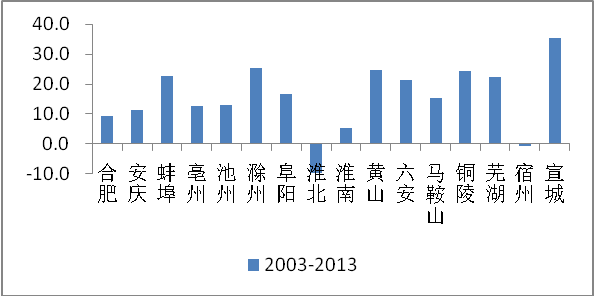 40.0
30.0
20.0
10.0
0.0
-10.0
合肥
安庆
蚌埠
亳州
池州
滁州
阜阳
淮北
淮南
黄山
六安
马鞍山
铜陵
芜湖
宿州
宣城
2003-2013